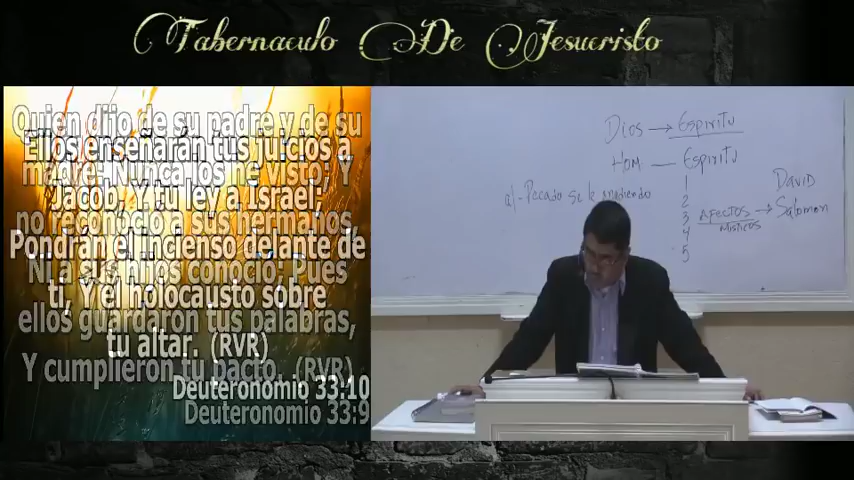 Tabernaculo De Jesucristo
Quien dijo de su padre y de su
Ellos enseñarán tus juicios a
madre: Nunca los he visto; Y
Jacob, Y tu ley a Israel;
no reconoció a sus hermanos,
Pondrán el incienso delante de
Ni a sus hijos conoció; Pues
ti, Y el holocausto sobre
ellos guardaron tus palabras,
tu altar. (RVR)
Y cumplieron tu pacto. (RVR)
Deuteronomio 33:10
Deuteronomio 33:9
Dios → Espiritu
Hom — Espiritu
a)- Pecado se le
1
David
2
3 Afectos → Salomon
misticos
4
5